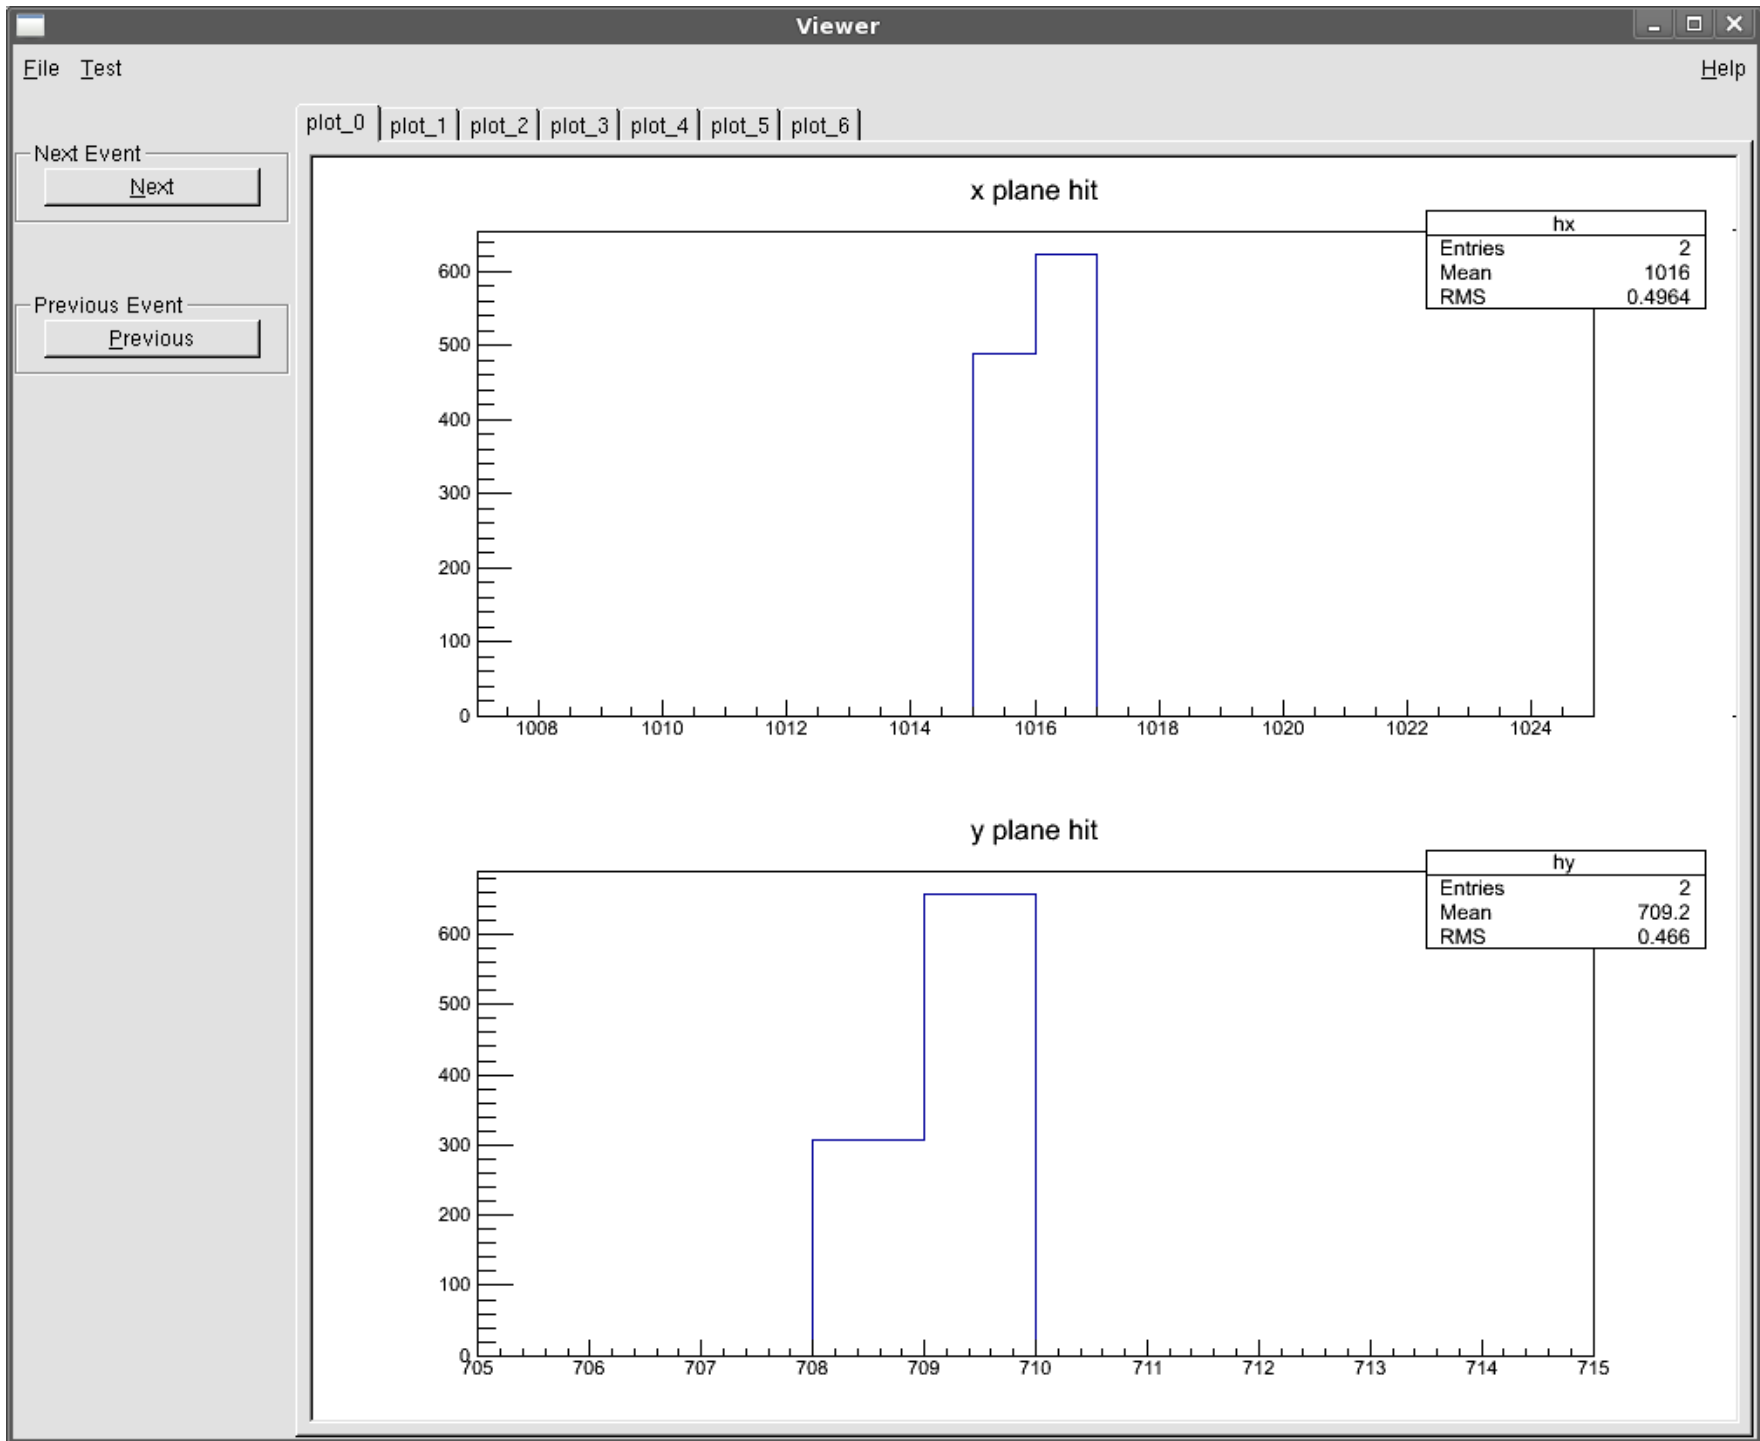 Viewer
File Test Help
plot_0 plot_1 plot_2 plot_3 plot_4 plot_5 plot_6
Next Event
Next
Previous Event
Previous
x plane hit
hx
Entries 2
Mean 1016
RMS 0.4964
600
500
400
300
200
100
0
1008 1010 1012 1014 1016 1018 1020 1022 1024
y plane hit
hy
Entries 2
Mean 709.2
RMS 0.466
600
500
400
300
200
100
0
705 706 707 708 709 710 711 712 713 714 715